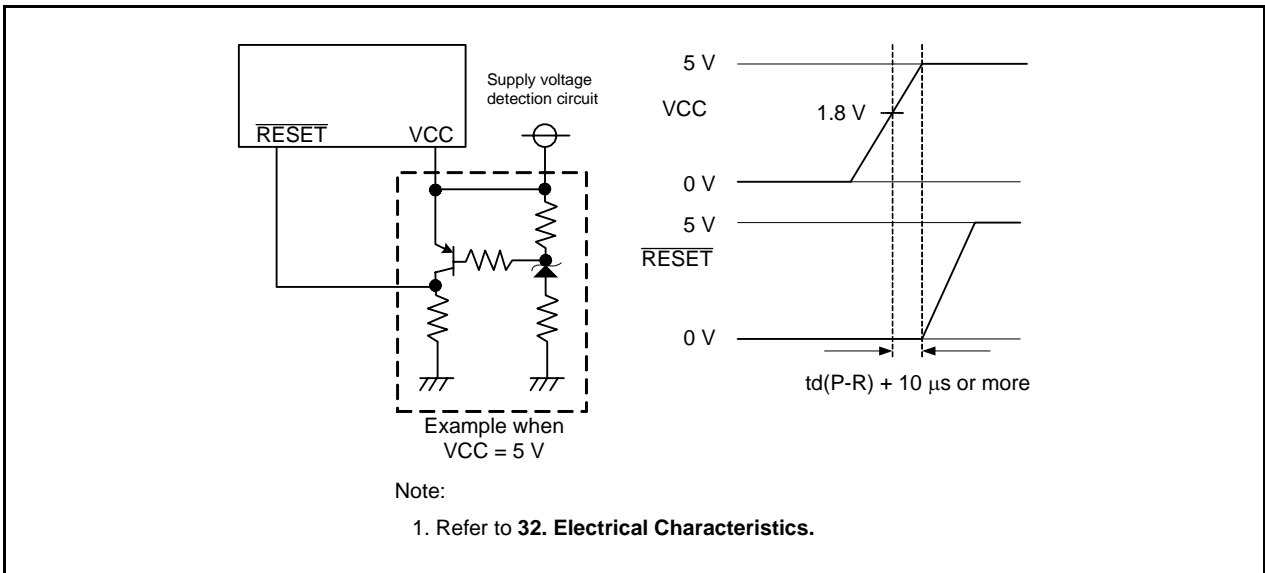 RESET
VCC
Supply voltage
detection circuit
Example when
VCC = 5 V
5 V
VCC
1.8 V
0 V
5 V
RESET
0 V
td(P-R) + 10 μs or more
Note:
1. Refer to 32. Electrical Characteristics.